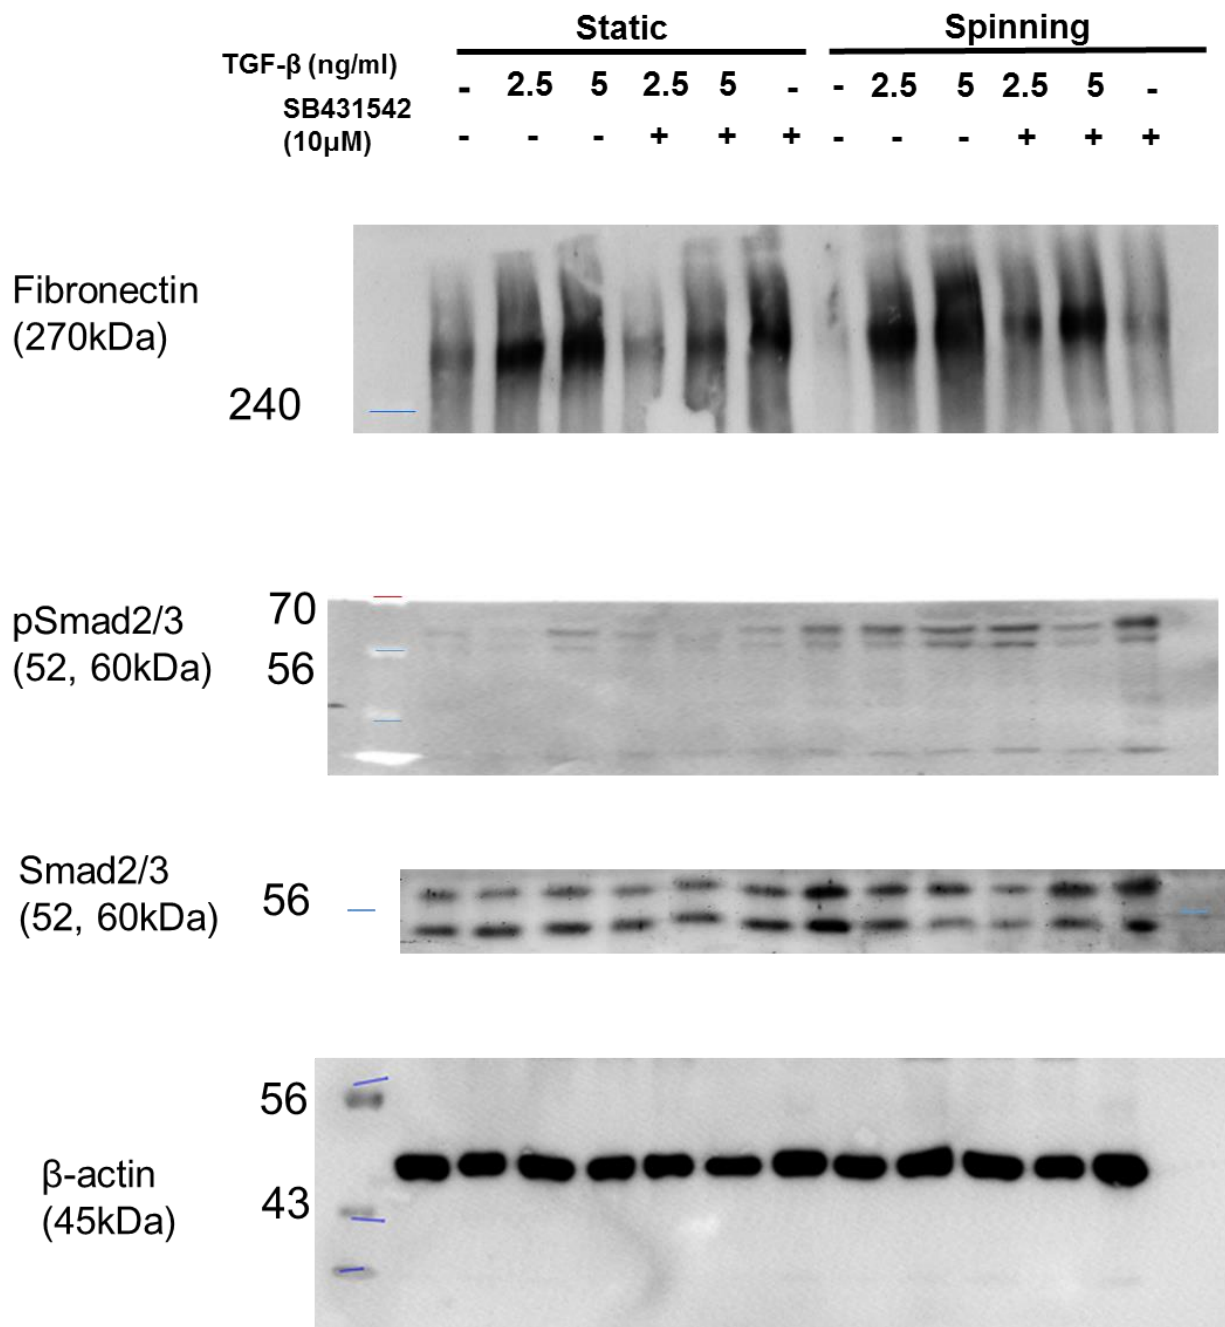 Static Spinning
TGF-β (ng/ml) - 2.5 5 2.5 5 - - 2.5 5 2.5 5 -
SB431542
(10μM) - - - + + + - - - + + +
Fibronectin
(270kDa)
240
pSmad2/3 70
(52, 60kDa) 56
Smad2/3
(52, 60kDa) 56
56
β-actin
(45kDa) 43